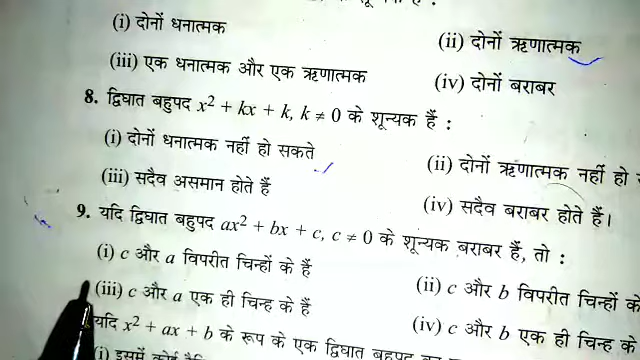 (i) दोनों धनात्मक (ii) दोनों ऋणात्मक
(iii) एक धनात्मक और एक ऋणात्मक (iv) दोनों बराबर
8. द्विघात बहुपद x² + kx + k, k ≠ 0 के शून्यक हैं :
(i) दोनों धनात्मक नहीं हो सकते (ii) दोनों ऋणात्मक नहीं हो
(iii) सदैव असमान होते हैं (iv) सदैव बराबर होते हैं।
9. यदि द्विघात बहुपद ax² + bx + c, c ≠ 0 के शून्यक बराबर हैं, तो :
(i) c और a विपरीत चिन्हों के हैं (ii) c और b विपरीत चिन्हों के
(iii) c और a एक ही चिन्ह के हैं (iv) c और b एक ही चिन्ह के
यदि x² + ax + b के रूप के एक द्विघात बहुपद
(i) इसमें कोई